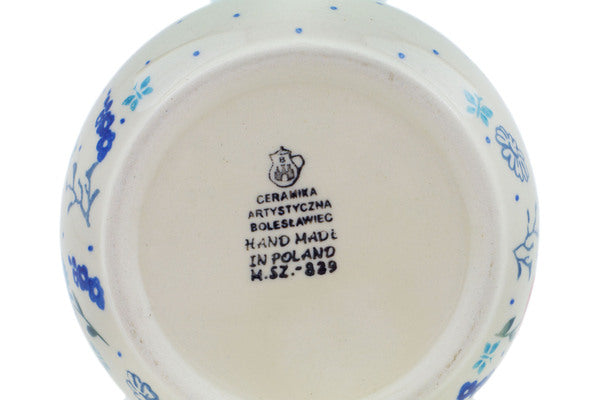 B
CERAMIKA
ARTYSTYCZNA
BOLESŁAWIEC
HAND MADE
IN POLAND
M.SZ.-839